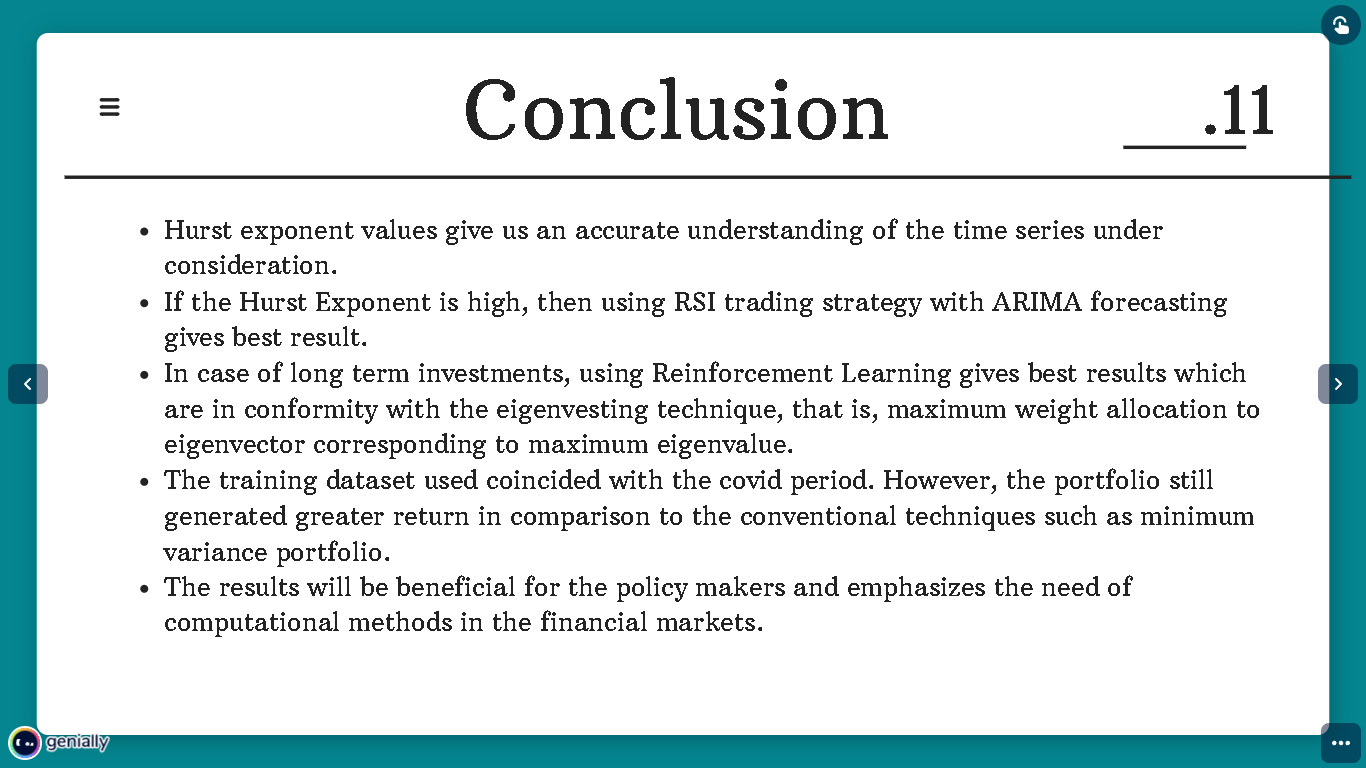 Conclusion
.11
• Hurst exponent values give us an accurate understanding of the time series under
consideration.
• If the Hurst Exponent is high, then using RSI trading strategy with ARIMA forecasting
gives best result.
• In case of long term investments, using Reinforcement Learning gives best results which
are in conformity with the eigenvesting technique, that is, maximum weight allocation to
eigenvector corresponding to maximum eigenvalue.
• The training dataset used coincided with the covid period. However, the portfolio still
generated greater return in comparison to the conventional techniques such as minimum
variance portfolio.
• The results will be beneficial for the policy makers and emphasizes the need of
computational methods in the financial markets.
genially